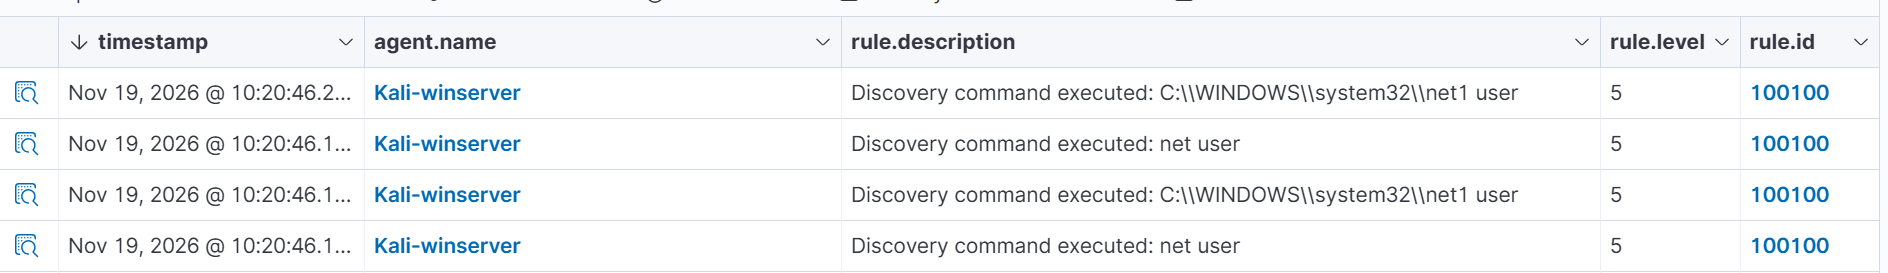 timestamp agent.name rule.description rule.level rule.id
Nov 19, 2026 @ 10:20:46.2... Kali-winserver Discovery command executed: C:\\WINDOWS\\system32\\net1 user 5 100100
Nov 19, 2026 @ 10:20:46.1... Kali-winserver Discovery command executed: net user 5 100100
Nov 19, 2026 @ 10:20:46.1... Kali-winserver Discovery command executed: C:\\WINDOWS\\system32\\net1 user 5 100100
Nov 19, 2026 @ 10:20:46.1... Kali-winserver Discovery command executed: net user 5 100100